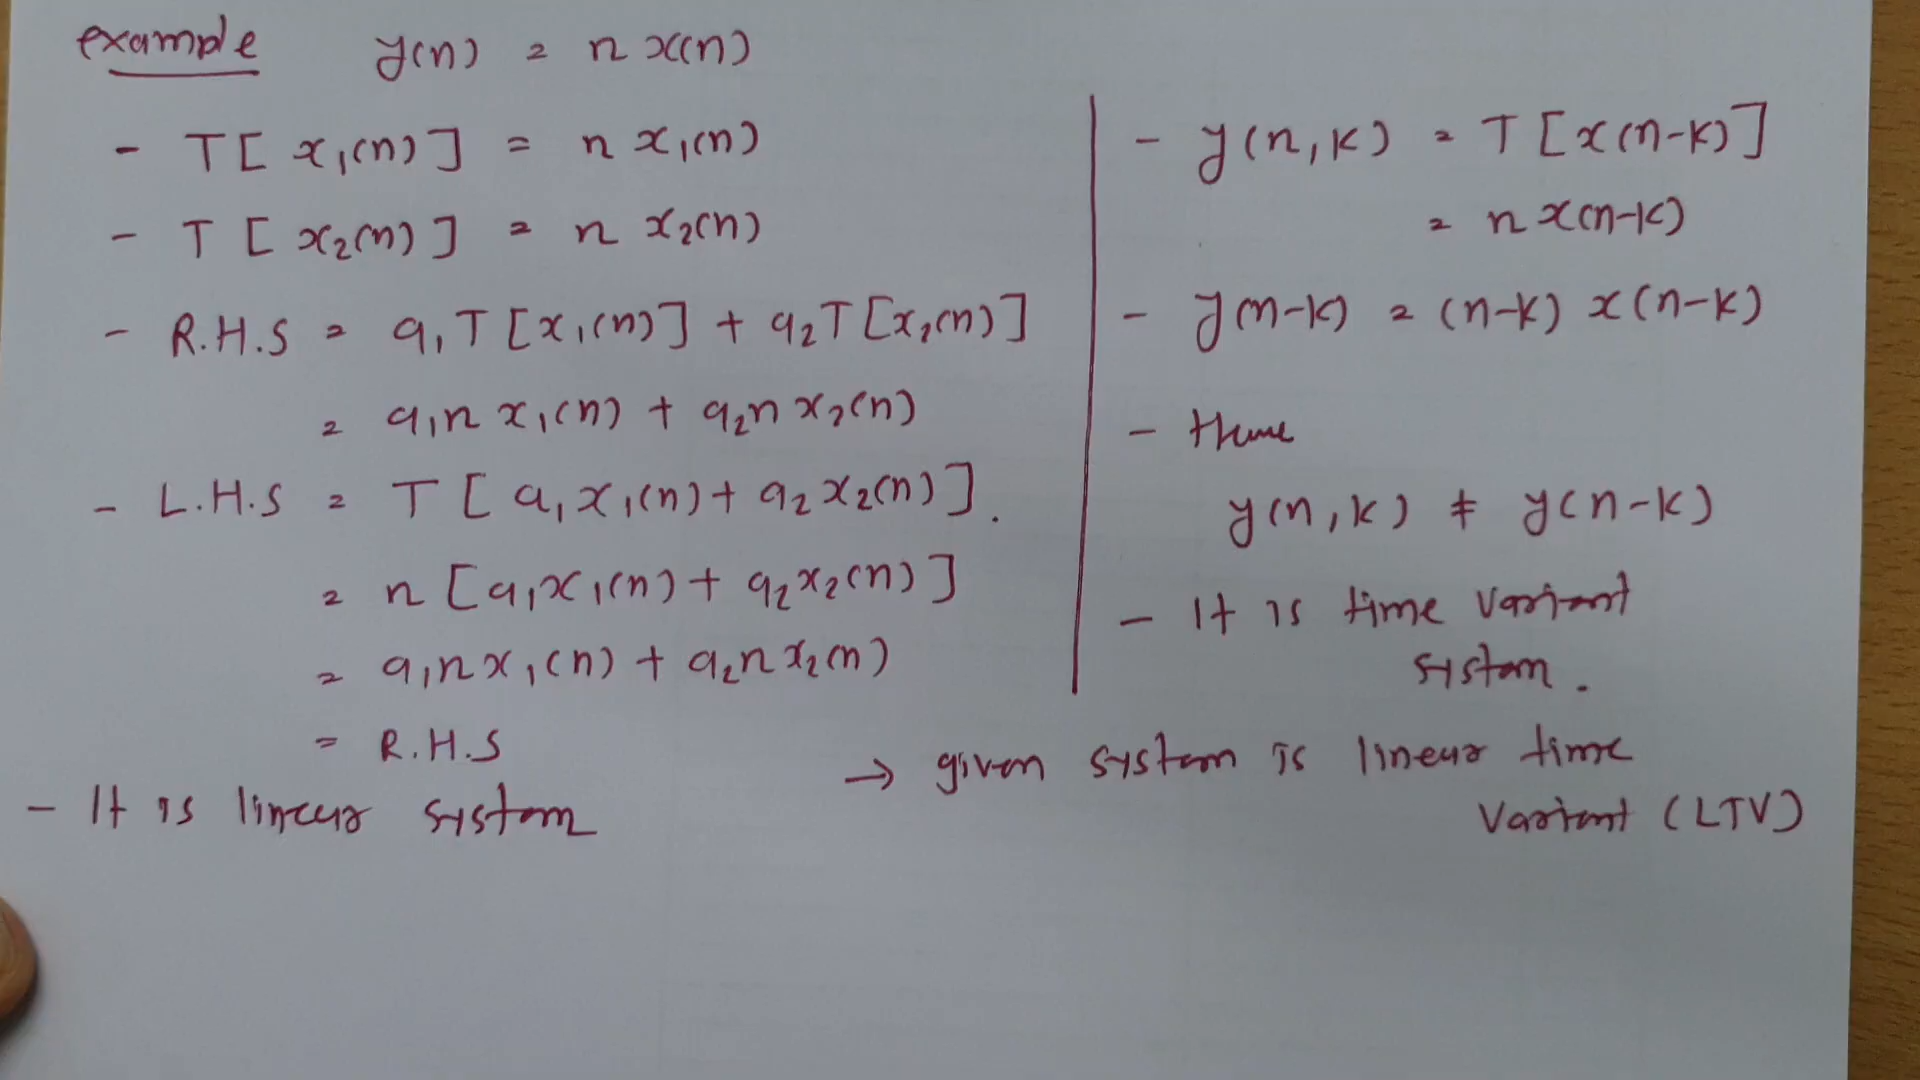 example y(n) = n x(n)
- T[x₁(n)] = n x₁(n)
- T[x₂(n)] = n x₂(n)
- R.H.S = a₁T[x₁(n)] + a₂T[x₂(n)]
= a₁n x₁(n) + a₂n x₂(n)
- L.H.S = T[a₁x₁(n) + a₂x₂(n)].
= n[a₁x₁(n) + a₂x₂(n)]
= a₁n x₁(n) + a₂n x₂(n)
= R.H.S
- It is linear system
- y(n,k) = T[x(n-k)]
= n x(n-k)
- y(n-k) = (n-k) x(n-k)
y(n,k) ≠ y(n-k)
- It is time variant
system.
→ given system is linear time
variant (LTV)